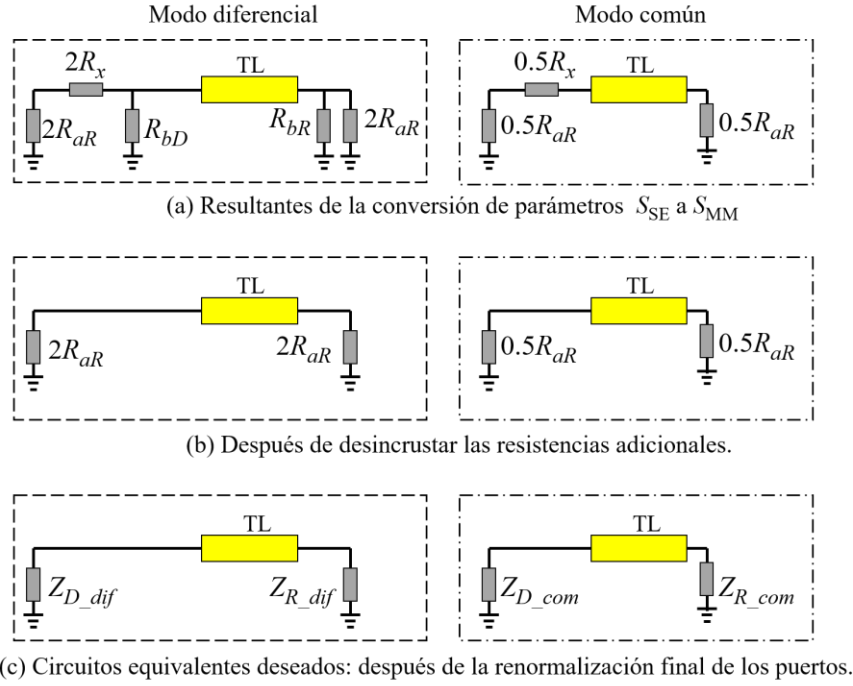 Modo diferencial
Modo común
2Rx
TL
2RaR
RbD
RbR
2RaR
0.5Rx
TL
0.5RaR
0.5RaR
(a) Resultantes de la conversión de parámetros SSE a SMM
TL
2RaR
2RaR
TL
0.5RaR
0.5RaR
(b) Después de desincrustar las resistencias adicionales.
TL
ZD_dif
ZR_dif
TL
ZD_com
ZR_com
(c) Circuitos equivalentes deseados: después de la renormalización final de los puertos.